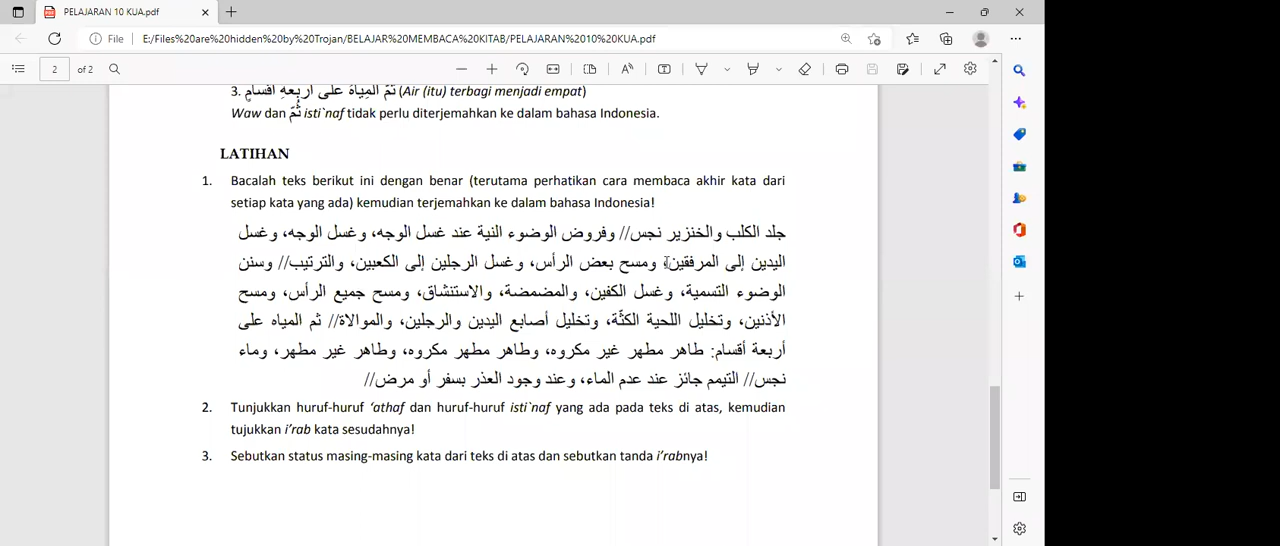 PELAJARAN 10 KUA.pdf
File E:/Files%20are%20hidden%20by%20Trojan/BELAJAR%20MEMBACA%20KITAB/PELAJARAN%2010%20KUA.pdf
2 of 2
3. ثمّ المِياهُ على أربعةِ أقسامٍ (Air (itu) terbagi menjadi empat)
Waw dan ثُمّ isti`naf tidak perlu diterjemahkan ke dalam bahasa Indonesia.
LATIHAN
1. Bacalah teks berikut ini dengan benar (terutama perhatikan cara membaca akhir kata dari
setiap kata yang ada) kemudian terjemahkan ke dalam bahasa Indonesia!
جلد الكلب والخنزير نجس// وفروض الوضوء النية عند غسل الوجه، وغسل الوجه، وغسل
اليدين إلى المرفقين، ومسح بعض الرأس، وغسل الرجلين إلى الكعبين، والترتيب// وسنن
الوضوء التسمية، وغسل الكفين، والمضمضة، والاستنشاق، ومسح جميع الرأس، ومسح
الأذنين، وتخليل اللحية الكثّة، وتخليل أصابع اليدين والرجلين، والموالاة// ثم المياه على
أربعة أقسام: طاهر مطهر غير مكروه، وطاهر مطهر مكروه، وطاهر غير مطهر، وماء
نجس// التيمم جائز عند عدم الماء، وعند وجود العذر بسفر أو مرض//
2. Tunjukkan huruf-huruf ‘athaf dan huruf-huruf isti`naf yang ada pada teks di atas, kemudian
tujukkan i’rab kata sesudahnya!
3. Sebutkan status masing-masing kata dari teks di atas dan sebutkan tanda i’rabnya!